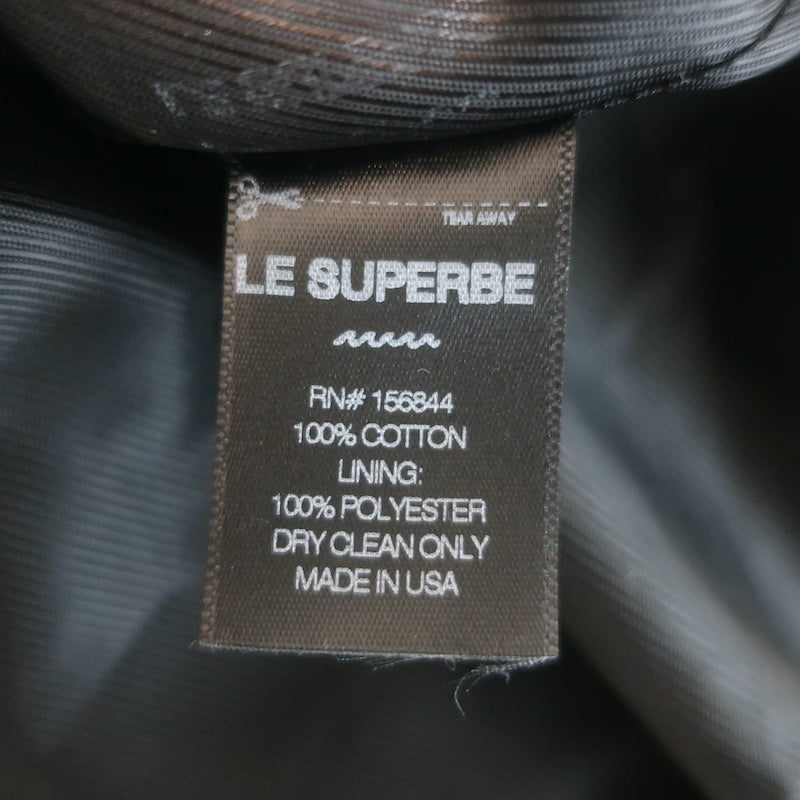 TEAR AWAY
LE SUPERBE
RN# 156844
100% COTTON
LINING:
100% POLYESTER
DRY CLEAN ONLY
MADE IN USA